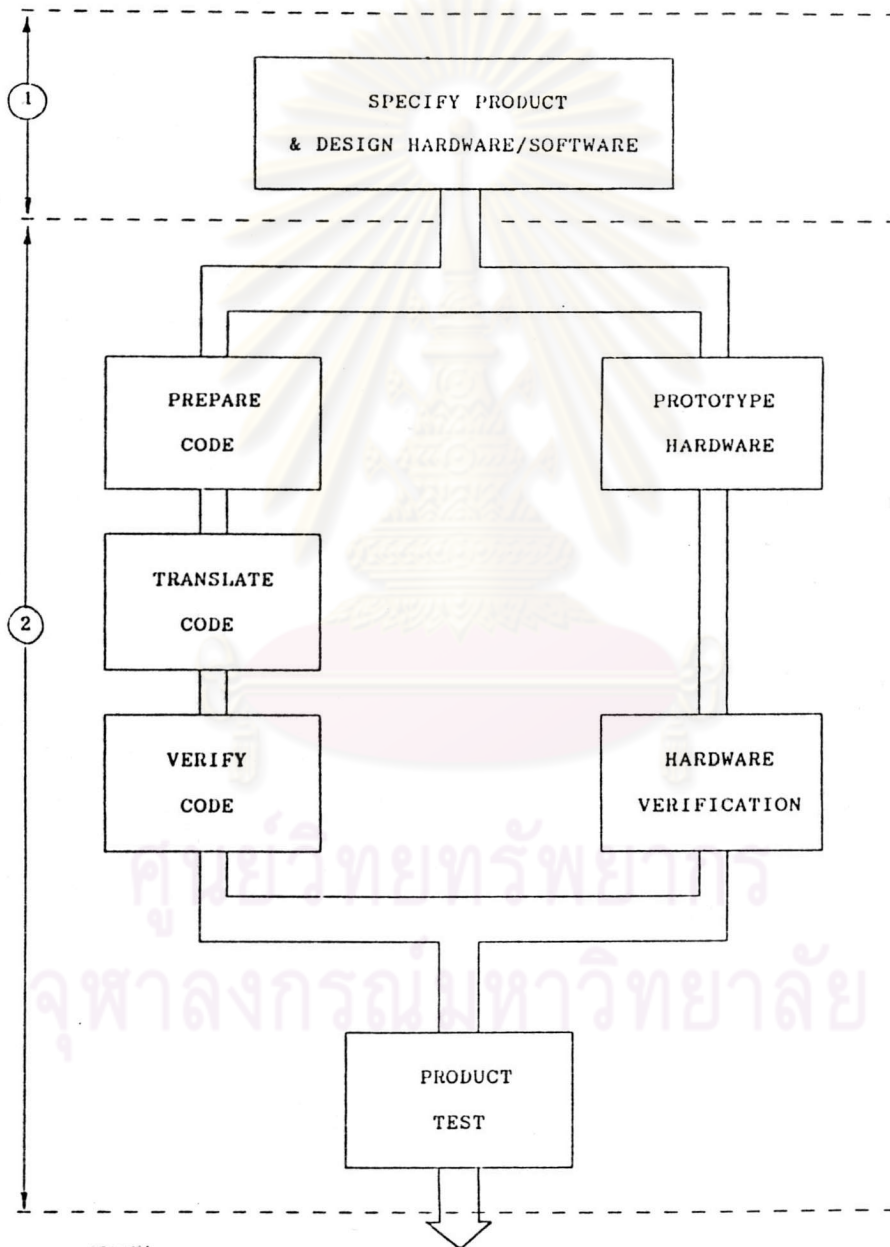 1
SPECIFY PRODUCT
& DESIGN HARDWARE/SOFTWARE
PREPARE
CODE
PROTOTYPE
HARDWARE
TRANSLATE
CODE
2
VERIFY
CODE
HARDWARE
VERIFICATION
ศูนย์วิทยทรัพยากร
จุฬาลงกรณ์มหาวิทยาลัย
PRODUCT
TEST